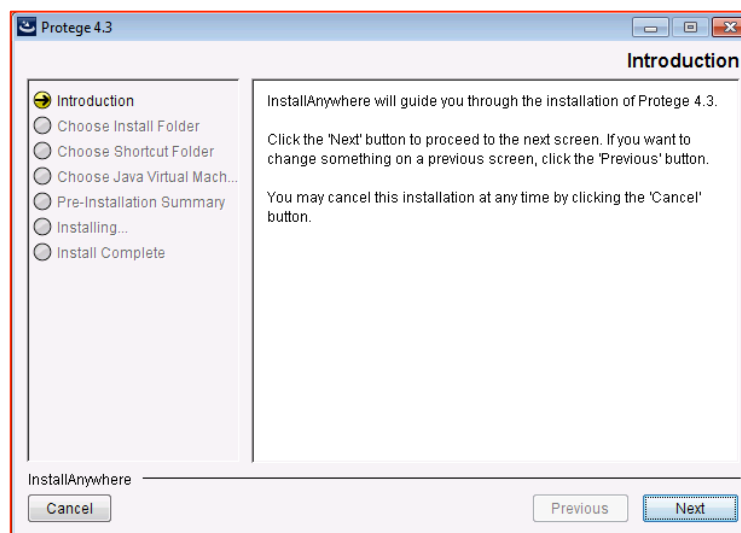 Protege 4.3
Introduction
Introduction
Choose Install Folder
Choose Shortcut Folder
Choose Java Virtual Mach...
Pre-Installation Summary
Installing...
Install Complete
InstallAnywhere will guide you through the installation of Protege 4.3.
Click the 'Next' button to proceed to the next screen. If you want to
change something on a previous screen, click the 'Previous' button.
You may cancel this installation at any time by clicking the 'Cancel'
button.
InstallAnywhere
Cancel
Previous
Next